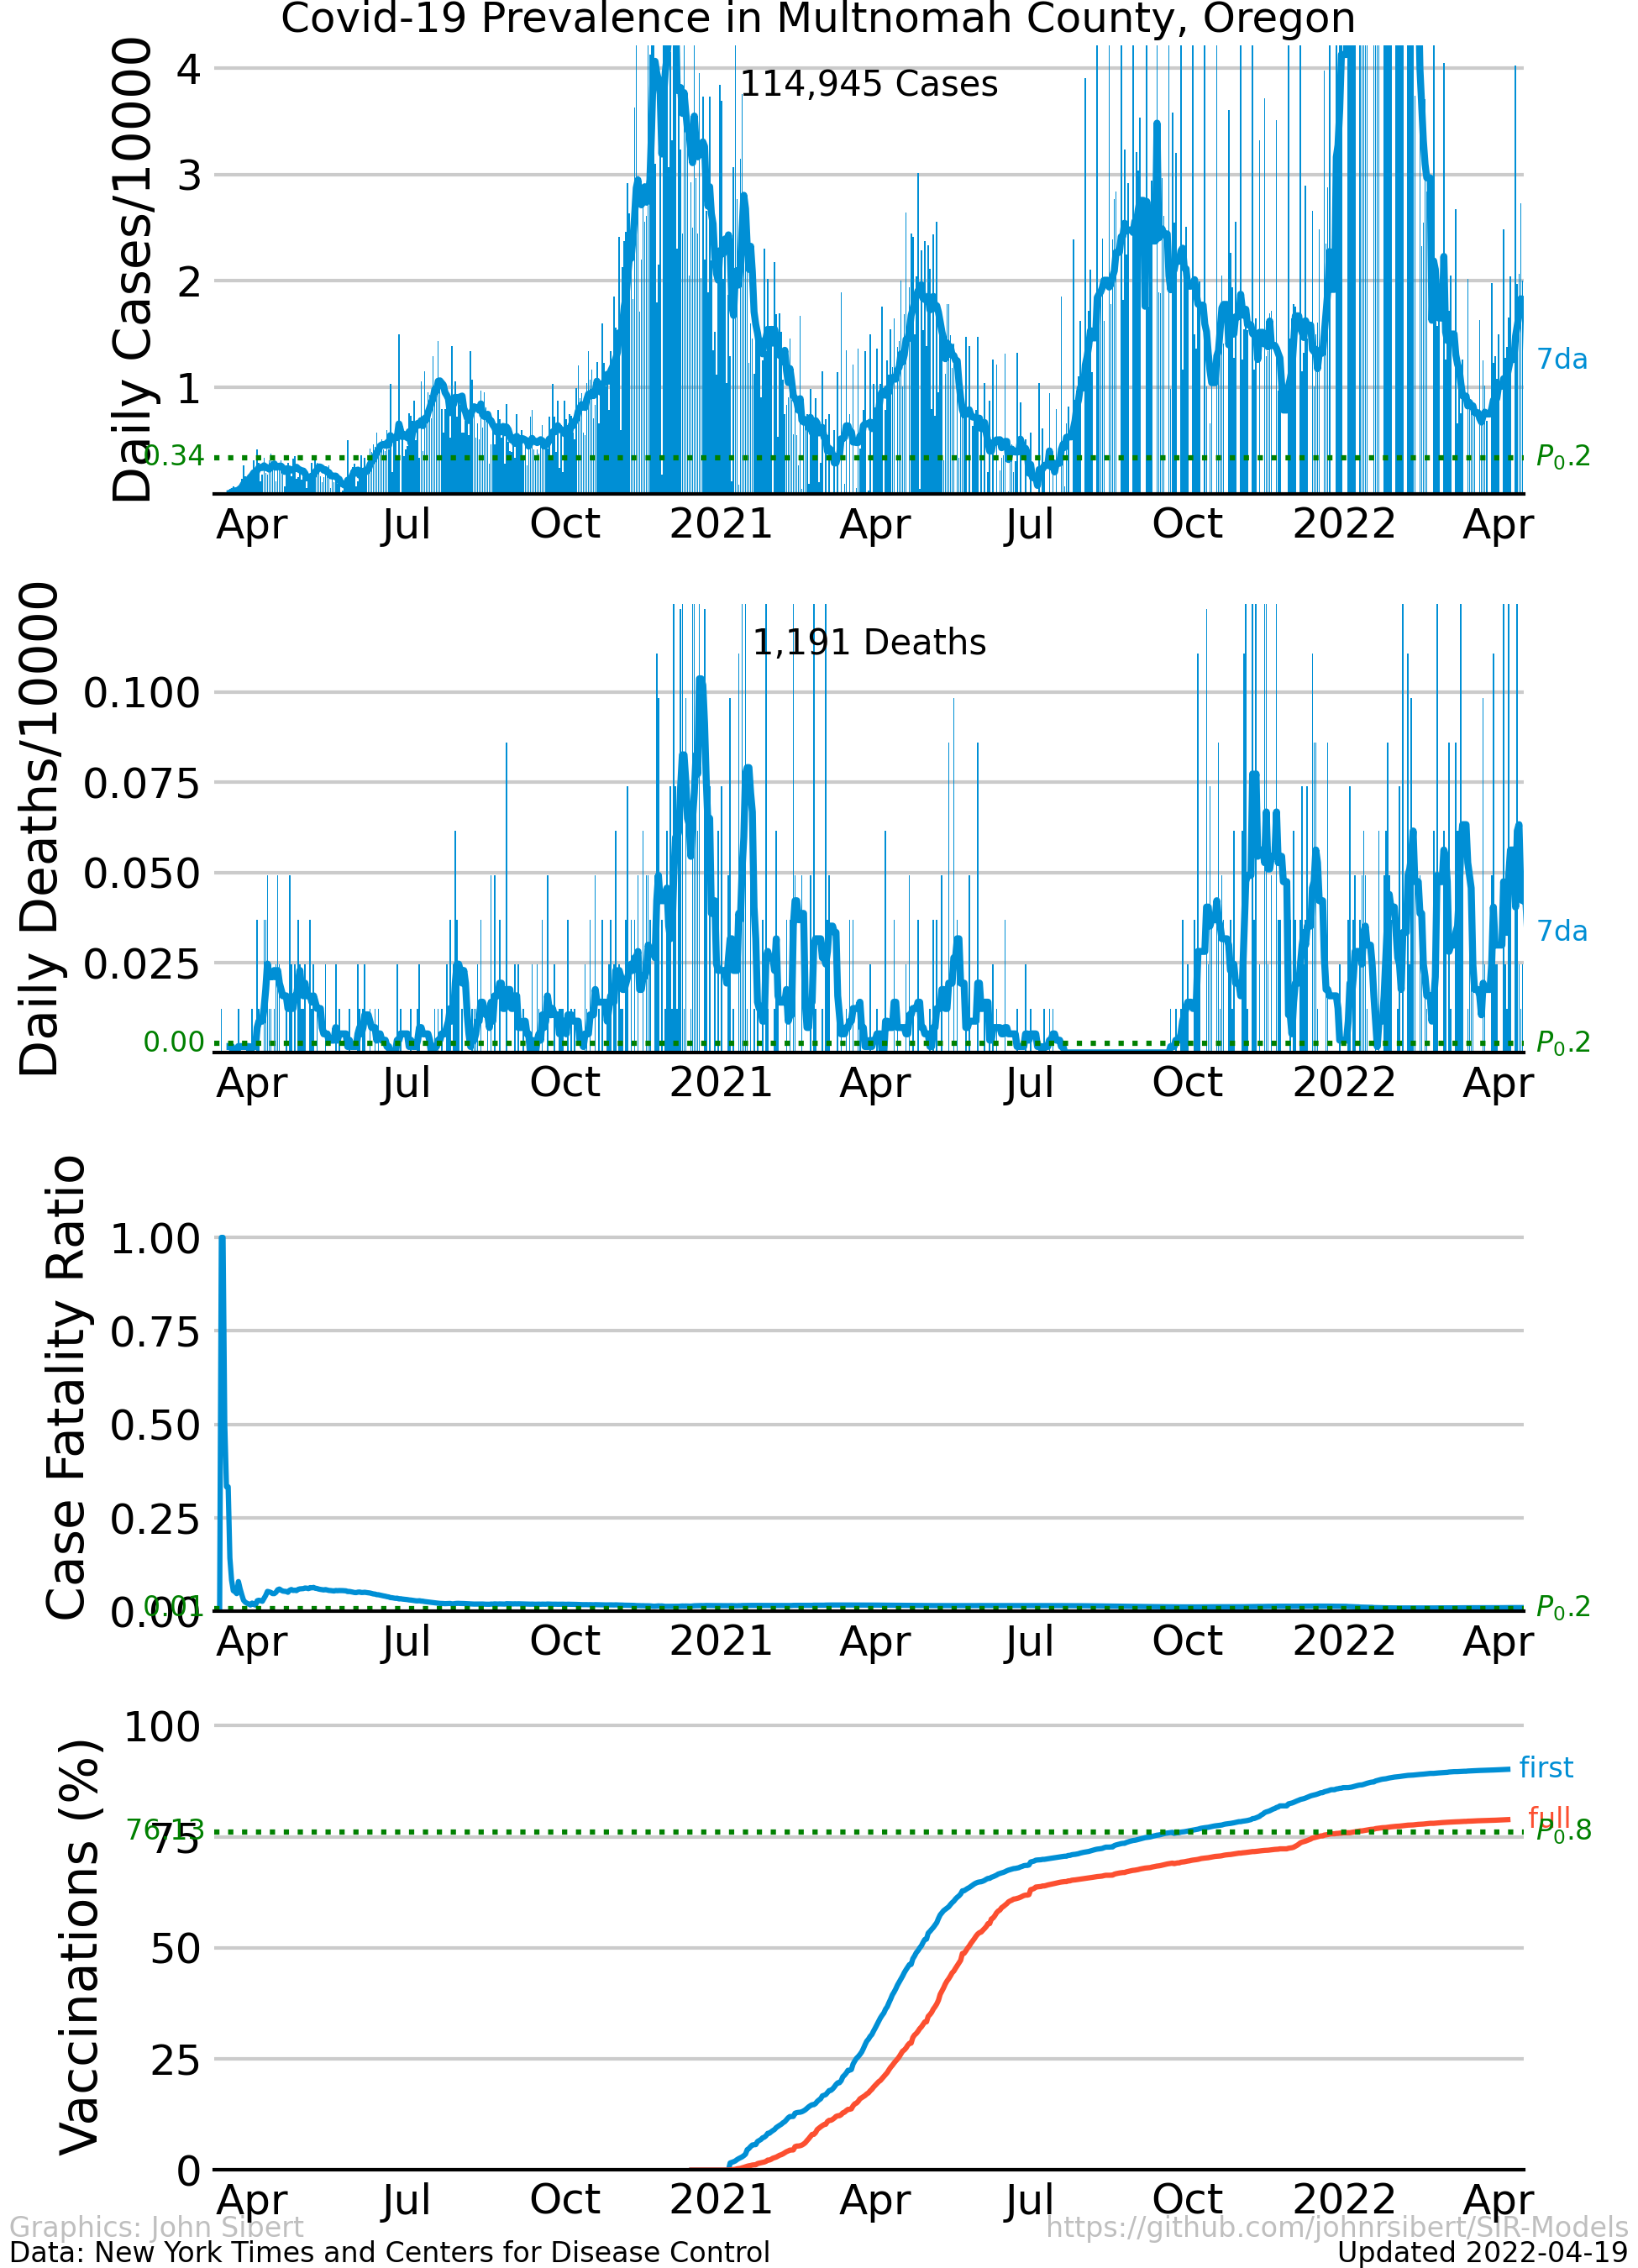 Covid-19 Prevalence in Multnomah County, Oregon
Daily Cases/10000
4
3
2
1
0.34
114,945 Cases
7da
P0.2
Apr Jul Oct 2021 Apr Jul Oct 2022 Apr
Daily Deaths/10000
0.100
0.075
0.050
0.025
0.00
1,191 Deaths
7da
P0.2
Apr Jul Oct 2021 Apr Jul Oct 2022 Apr
Case Fatality Ratio
1.00
0.75
0.50
0.25
0.00
0.01
P0.2
Apr Jul Oct 2021 Apr Jul Oct 2022 Apr
Vaccinations (%)
100
76.13
75
50
25
0
first
full
P0.8
Apr Jul Oct 2021 Apr Jul Oct 2022 Apr
Graphics: John Sibert https://github.com/johnrsibert/SIR-Models
Data: New York Times and Centers for Disease Control Updated 2022-04-19